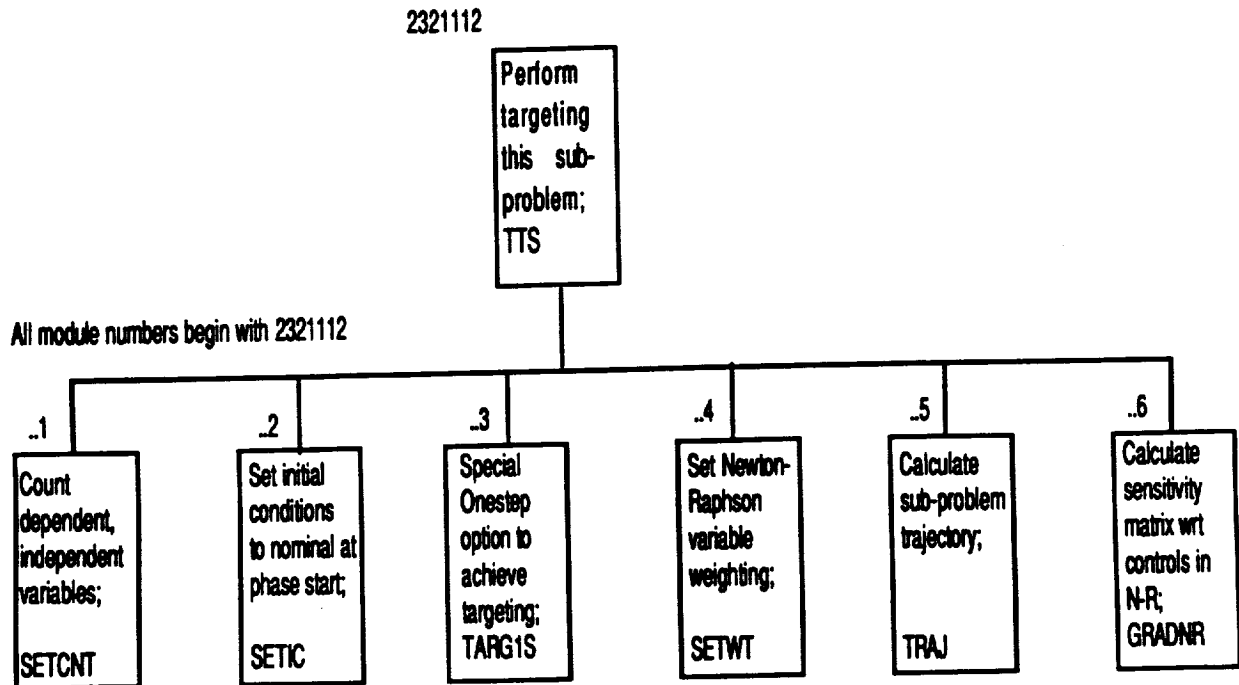 2321112
Perform
targeting
this sub-
problem;
TTS
All module numbers begin with 2321112
..1
Count
dependent,
independent
variables;
SETCNT
..2
Set initial
conditions
to nominal at
phase start;
SETIC
..3
Special
Onestep
option to
achieve
targeting;
TARG1S
..4
Set Newton-
Raphson
variable
weighting;
SETWT
..5
Calculate
sub-problem
trajectory;
TRAJ
..6
Calculate
sensitivity
matrix wrt
controls in
N-R;
GRADNR